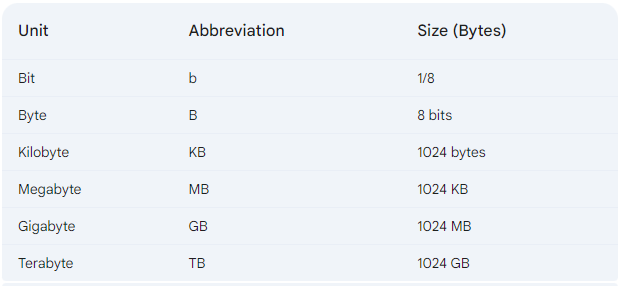 Unit Abbreviation Size (Bytes)
Bit b 1/8
Byte B 8 bits
Kilobyte KB 1024 bytes
Megabyte MB 1024 KB
Gigabyte GB 1024 MB
Terabyte TB 1024 GB